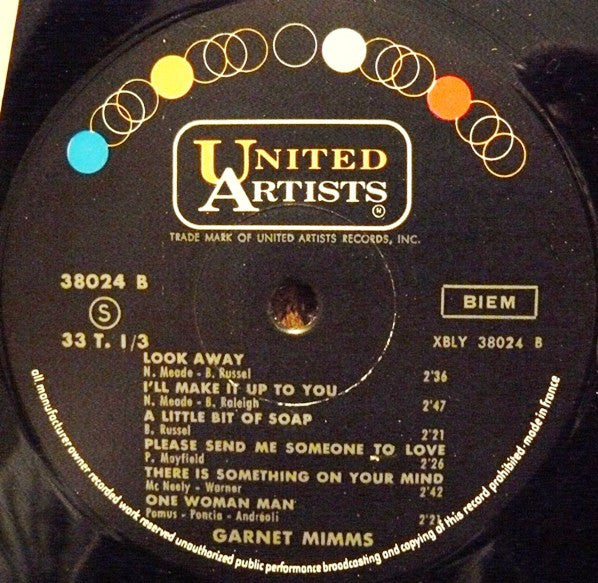 UNITED
ARTISTS
TRADE MARK OF UNITED ARTISTS RECORDS, INC.
38024 B
S
33 T. 1/3
BIEM
XBLY 38024 B
LOOK AWAY
N. Meade - B. Russel 2'36
I'LL MAKE IT UP TO YOU
N. Meade - B. Raleigh 2'47
A LITTLE BIT OF SOAP
B. Russel 2'21
PLEASE SEND ME SOMEONE TO LOVE
P. Mayfield 2'26
THERE IS SOMETHING ON YOUR MIND
Mc Neely - Warner 2'42
ONE WOMAN MAN
Pomus - Poncia - Andréoli 2'21
GARNET MIMMS
all manufacturer owner recorded work reserved unauthorized public performance broadcasting and copying of this record prohibited - made in france